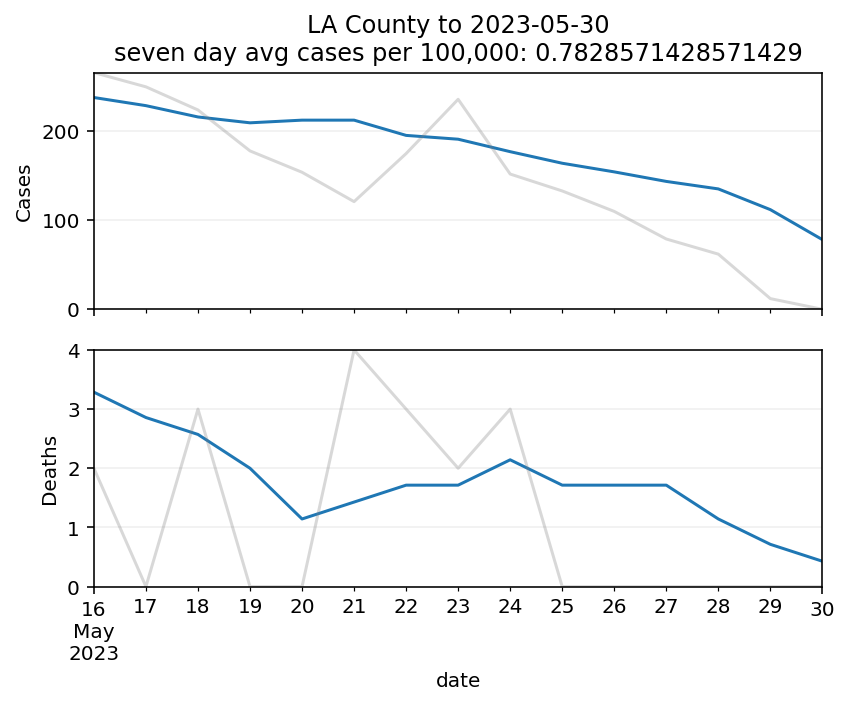 LA County to 2023-05-30
seven day avg cases per 100,000: 0.7828571428571429
200
100
0
Cases
4
3
2
1
0
Deaths
16 17 18 19 20 21 22 23 24 25 26 27 28 29 30
May
2023
date